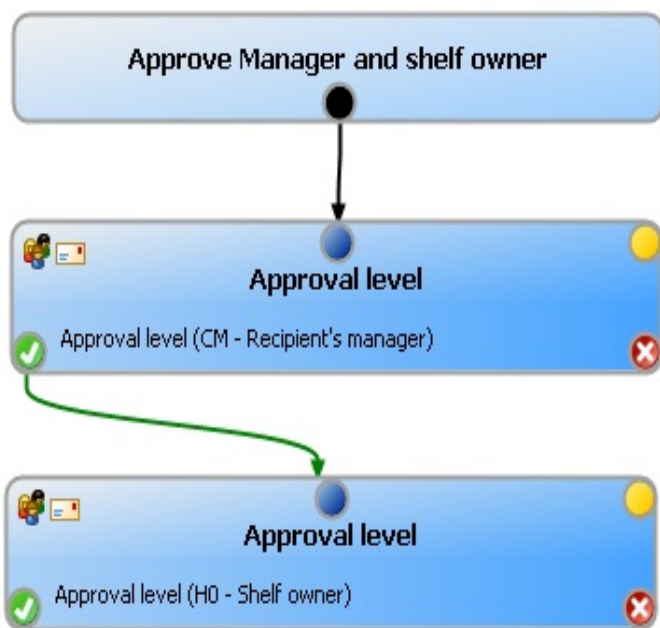 Approve Manager and shelf owner
Approval level
Approval level (CM - Recipient's manager)
Approval level
Approval level (H0 - Shelf owner)